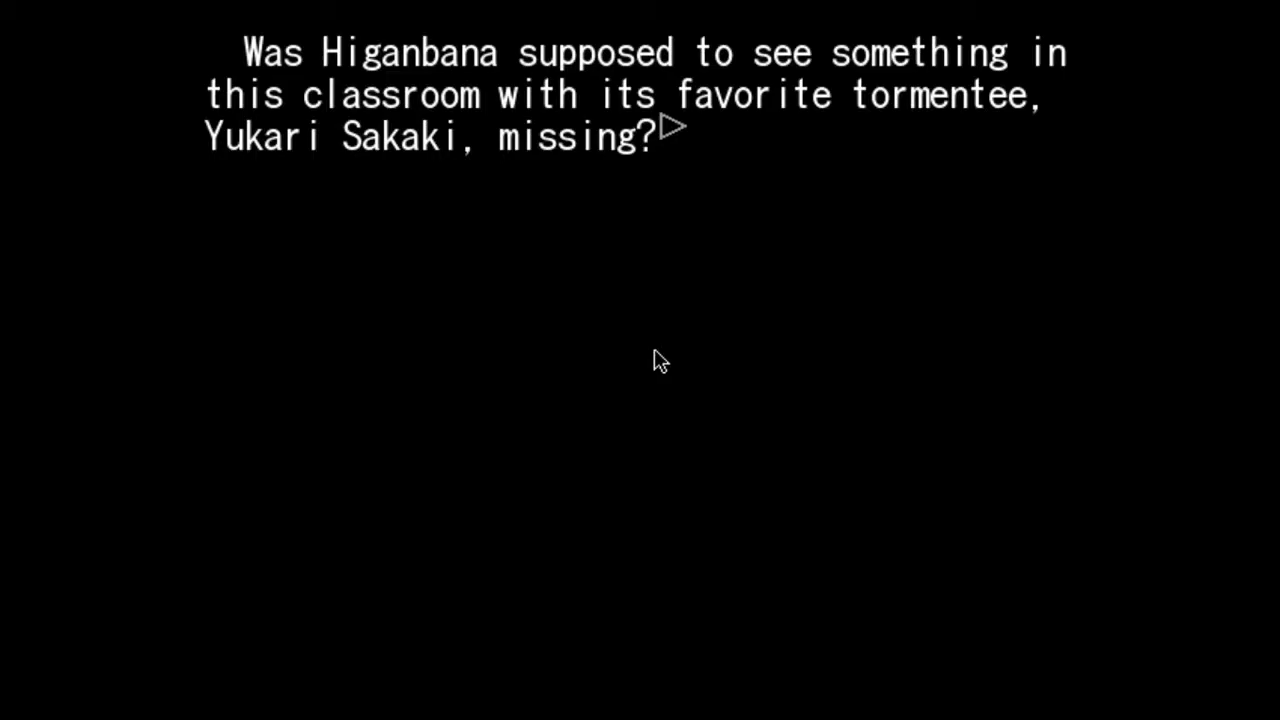 Was Higanbana supposed to see something in
this classroom with its favorite tormentee,
Yukari Sakaki, missing?